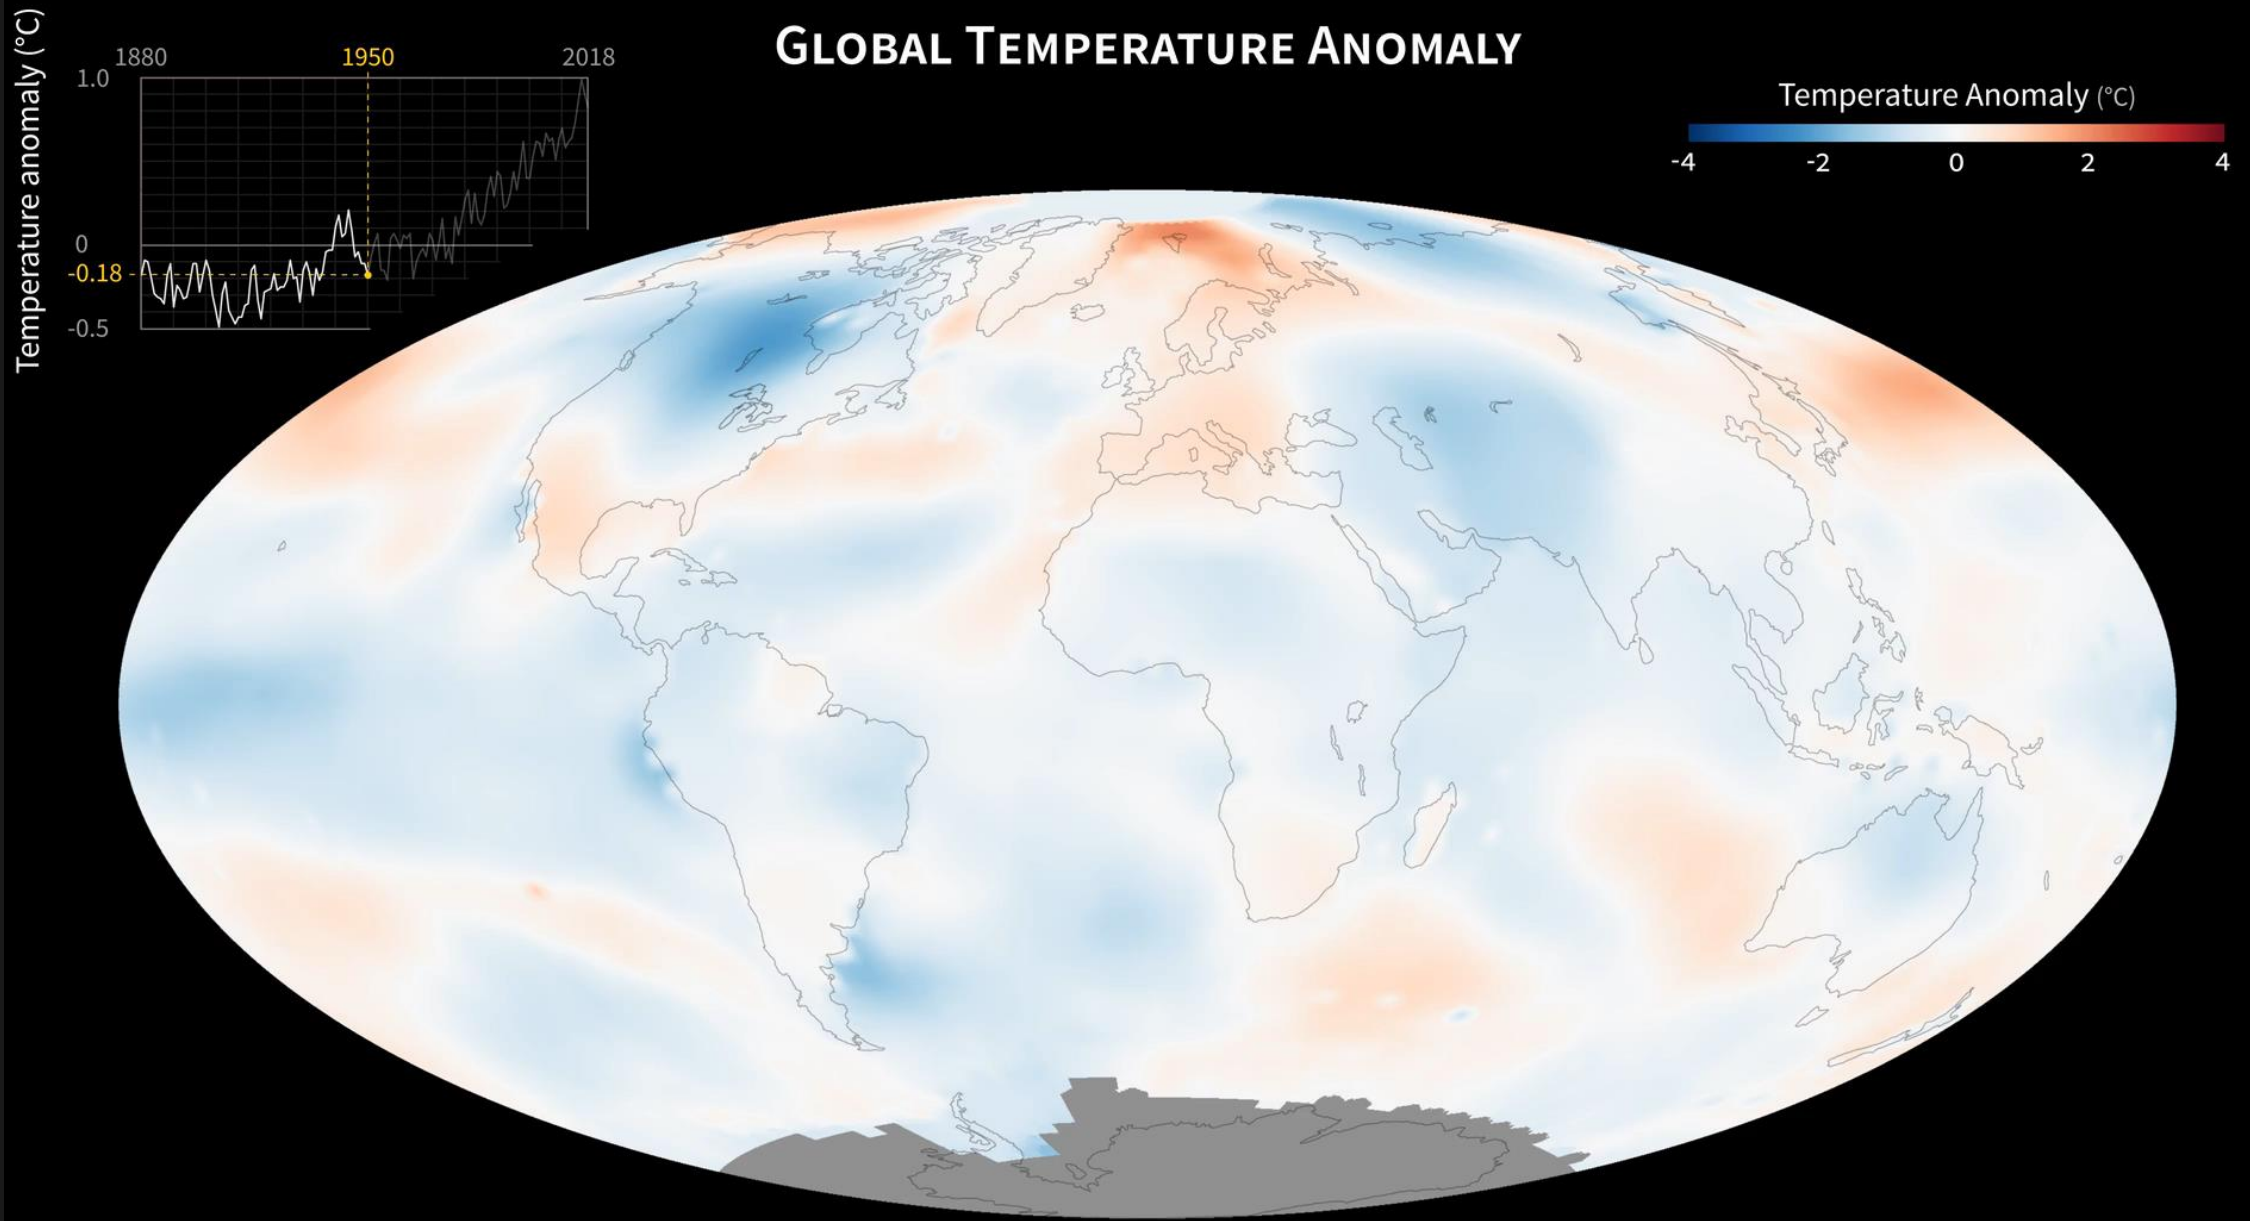 GLOBAL TEMPERATURE ANOMALY
Temperature anomaly (°C)
1880 1950 2018
1.0
0
-0.18
-0.5
Temperature Anomaly (°C)
-4 -2 0 2 4